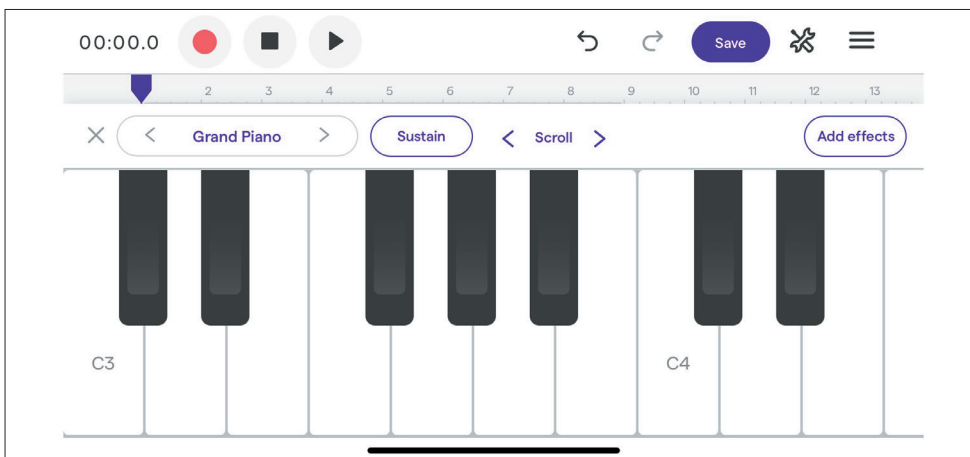 00:00.0 Save
2 3 4 5 6 7 8 9 10 11 12 13
Grand Piano Sustain Scroll Add effects
C3 C4